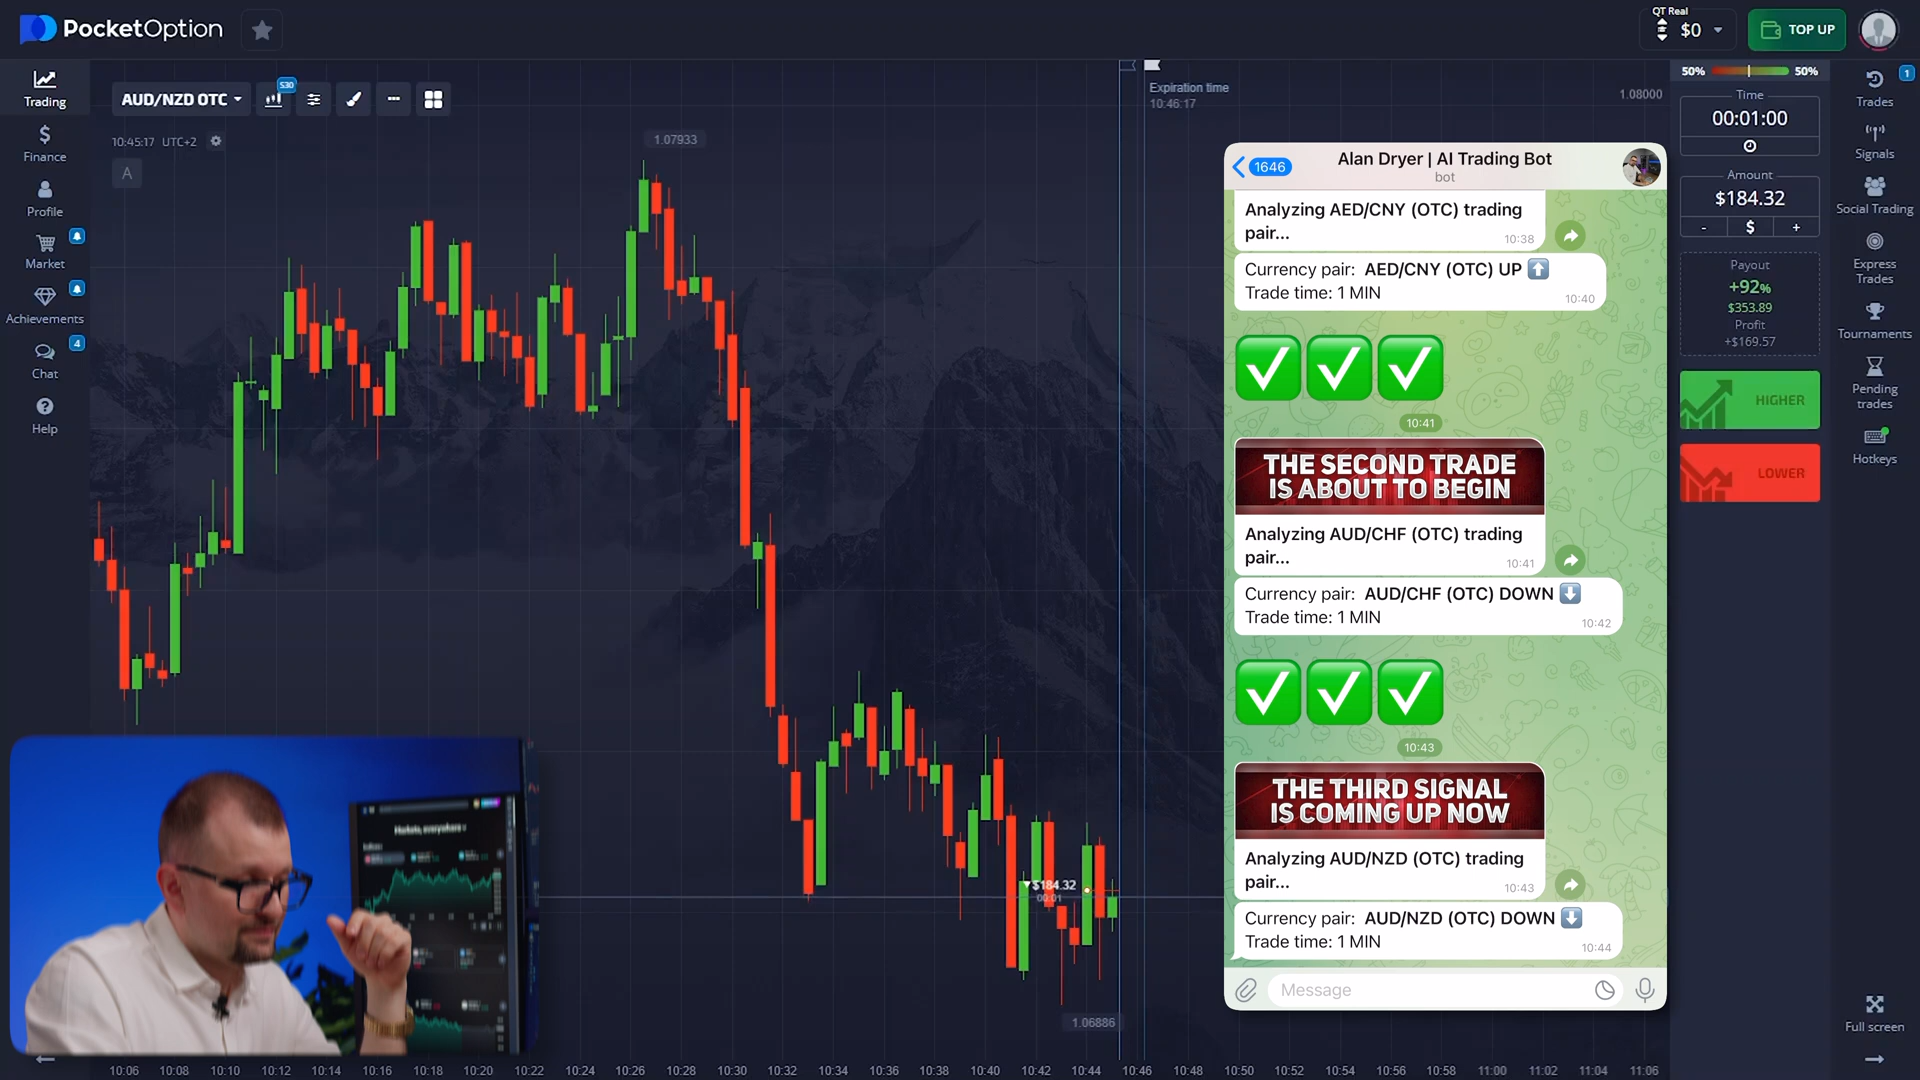 PocketOption
QT Real
$0
TOP UP
Trading
Finance
Profile
Market
Achievements
4
Chat
Help
AUD/NZD OTC
S30
10:45:17 UTC+2
A
1.07933
Expiration time
10:46:17
1.08000
$184.32
00:01
1.06886
10:06
10:08
10:10
10:12
10:14
10:16
10:18
10:20
10:22
10:24
10:26
10:28
10:30
10:32
10:34
10:36
10:38
10:40
10:42
10:44
10:46
10:48
10:50
10:52
10:54
10:56
10:58
11:00
11:02
11:04
11:06
Markets, everywhere
1646
Alan Dryer | AI Trading Bot
bot
Analyzing AED/CNY (OTC) trading
pair...
10:38
Currency pair: AED/CNY (OTC) UP
Trade time: 1 MIN
10:40
10:41
THE SECOND TRADE
IS ABOUT TO BEGIN
Analyzing AUD/CHF (OTC) trading
pair...
10:41
Currency pair: AUD/CHF (OTC) DOWN
Trade time: 1 MIN
10:42
10:43
THE THIRD SIGNAL
IS COMING UP NOW
Analyzing AUD/NZD (OTC) trading
pair...
10:43
Currency pair: AUD/NZD (OTC) DOWN
Trade time: 1 MIN
10:44
Message
50%
50%
Time
00:01:00
Amount
$184.32
- $ +
Payout
+92%
$353.89
Profit
+$169.57
HIGHER
LOWER
1
Trades
Signals
Social Trading
Express
Trades
Tournaments
Pending
trades
Hotkeys
Full screen